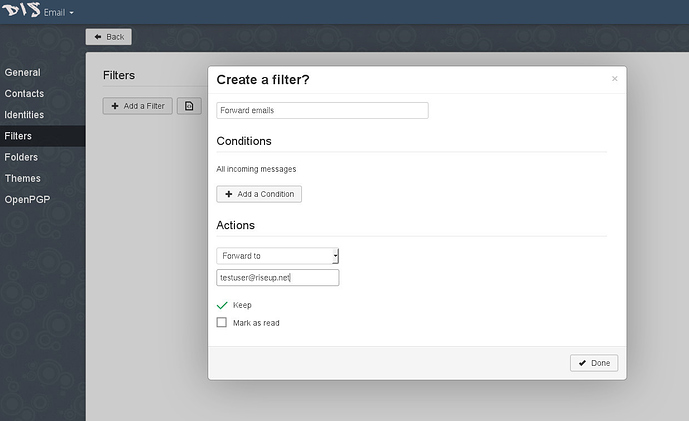 DIS Email
Back
General
Contacts
Identities
Filters
Folders
Themes
OpenPGP
Filters
Add a Filter
Create a filter?
×
Forward emails
Conditions
All incoming messages
Add a Condition
Actions
Forward to
testuser@riseup.net
Keep
Mark as read
Done